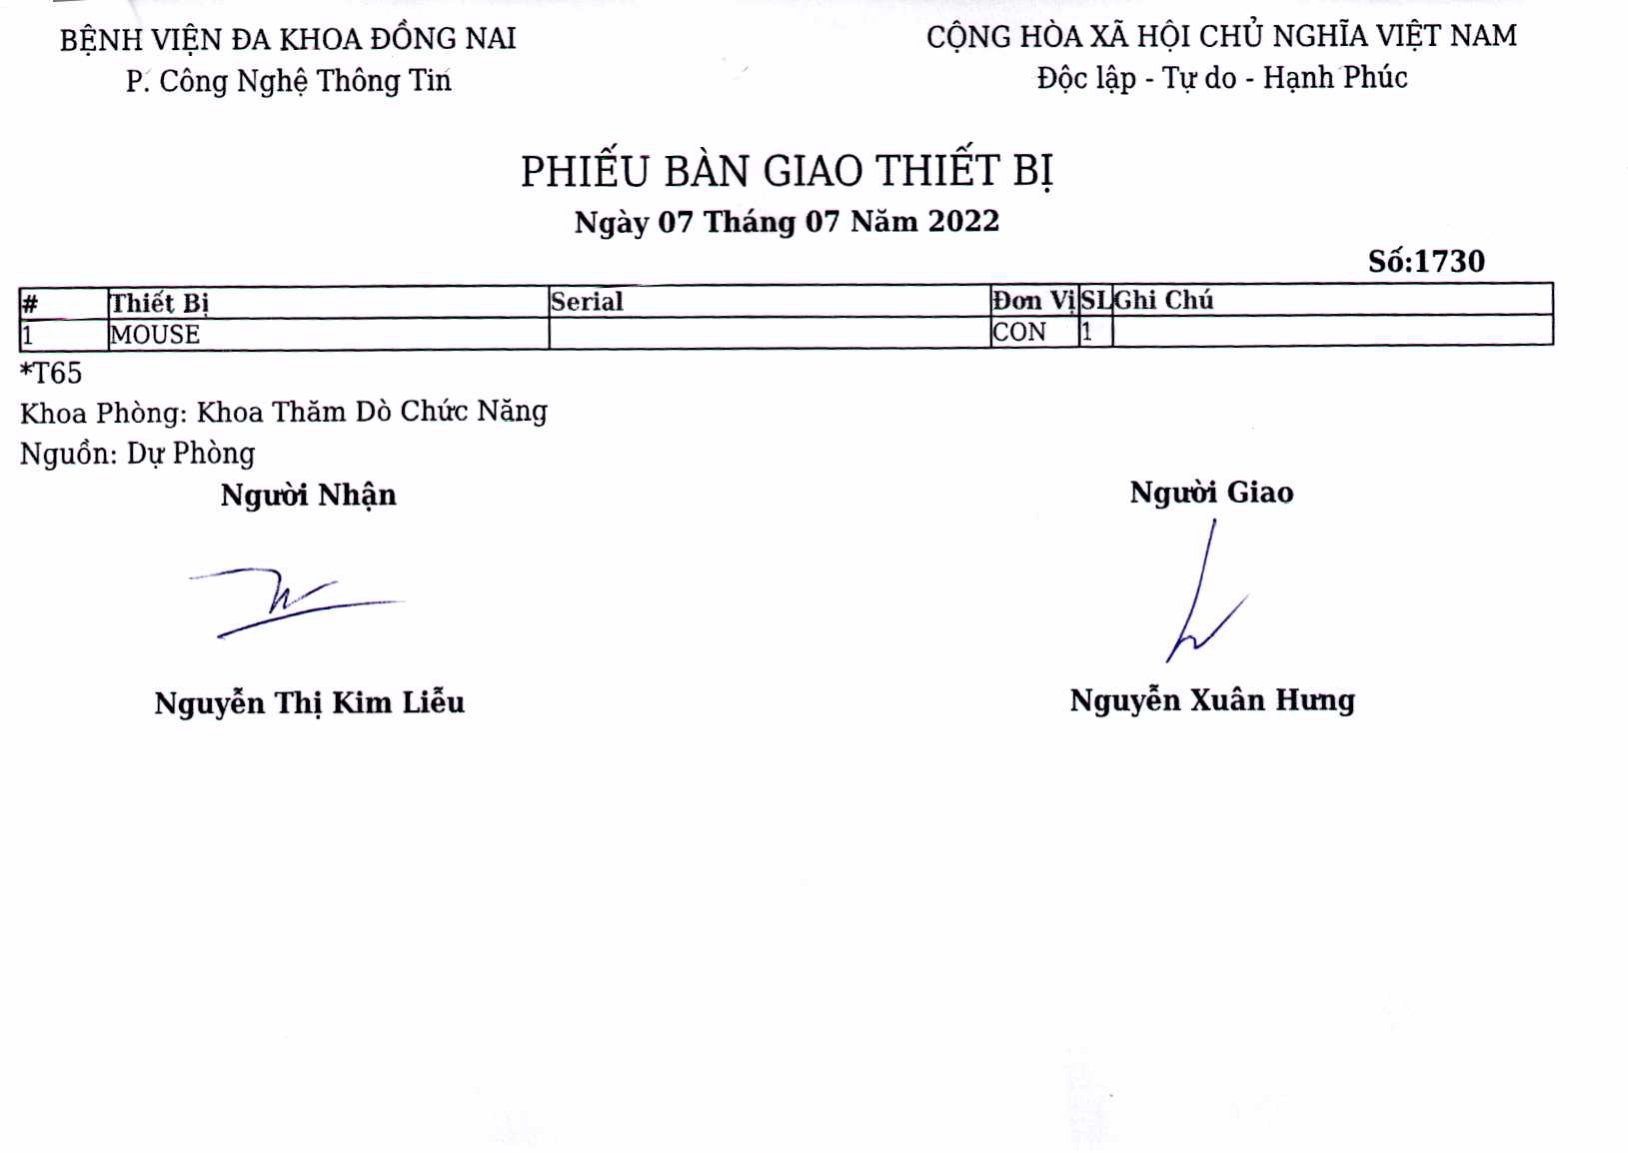 BỆNH VIỆN ĐA KHOA ĐỒNG NAI
P. Công Nghệ Thông Tin
CỘNG HÒA XÃ HỘI CHỦ NGHĨA VIỆT NAM
Độc lập - Tự do - Hạnh Phúc
PHIẾU BÀN GIAO THIẾT BỊ
Ngày 07 Tháng 07 Năm 2022
Số:1730
# Thiết Bị Serial Đơn Vị SL Ghi Chú
1 MOUSE CON 1
*T65
Khoa Phòng: Khoa Thăm Dò Chức Năng
Nguồn: Dự Phòng
Người Nhận Người Giao
Nguyễn Thị Kim Liễu Nguyễn Xuân Hưng